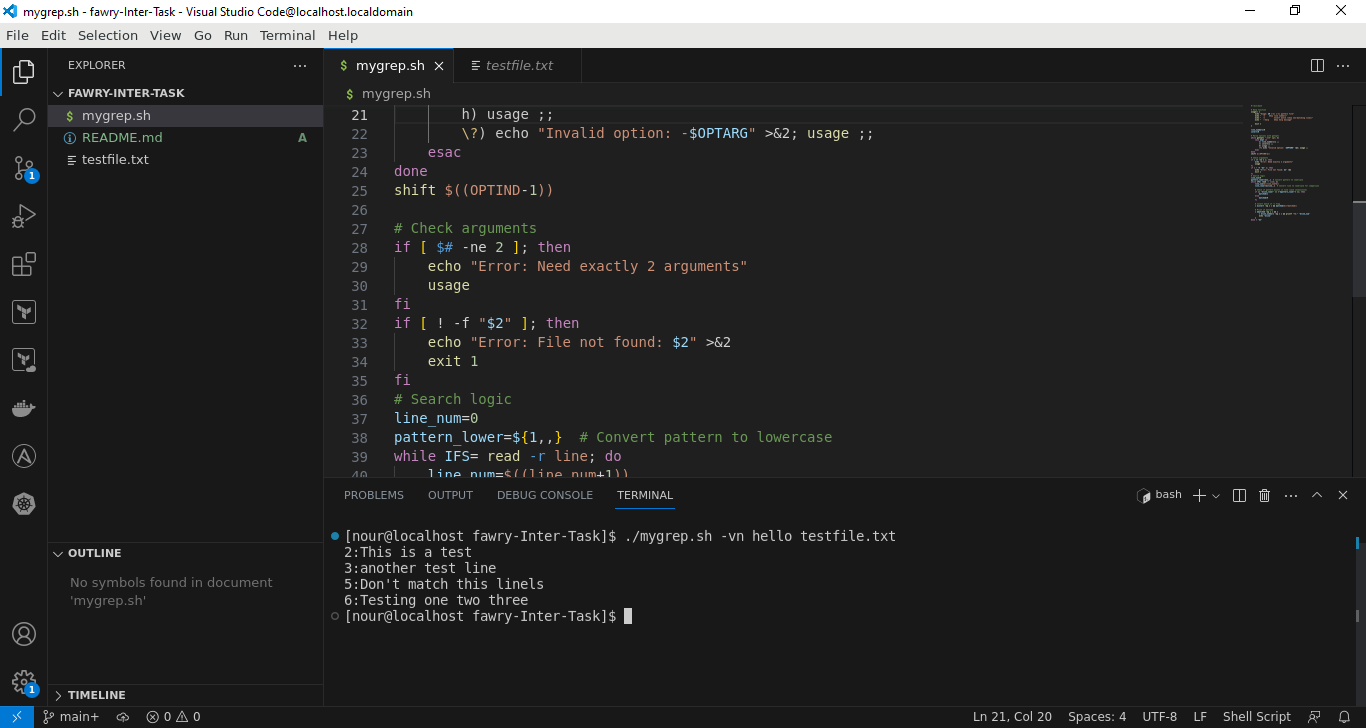 mygrep.sh - fawry-Inter-Task - Visual Studio Code@localhost.localdomain
File Edit Selection View Go Run Terminal Help
EXPLORER
FAWRY-INTER-TASK
$ mygrep.sh
README.md A
testfile.txt
1
OUTLINE
No symbols found in document
'mygrep.sh'
1
TIMELINE
$ mygrep.sh testfile.txt
$ mygrep.sh
21 h) usage ;;
22 \?) echo "Invalid option: -$OPTARG" >&2; usage ;;
23 esac
24 done
25 shift $((OPTIND-1))
26
27 # Check arguments
28 if [ $# -ne 2 ]; then
29 echo "Error: Need exactly 2 arguments"
30 usage
31 fi
32 if [ ! -f "$2" ]; then
33 echo "Error: File not found: $2" >&2
34 exit 1
35 fi
36 # Search logic
37 line_num=0
38 pattern_lower=${1,,} # Convert pattern to lowercase
39 while IFS= read -r line; do
40 line_num=$((line_num+1))
PROBLEMS OUTPUT DEBUG CONSOLE TERMINAL bash
[nour@localhost fawry-Inter-Task]$ ./mygrep.sh -vn hello testfile.txt
2:This is a test
3:another test line
5:Don't match this linels
6:Testing one two three
[nour@localhost fawry-Inter-Task]$
main+ 0 0 Ln 21, Col 20 Spaces: 4 UTF-8 LF Shell Script